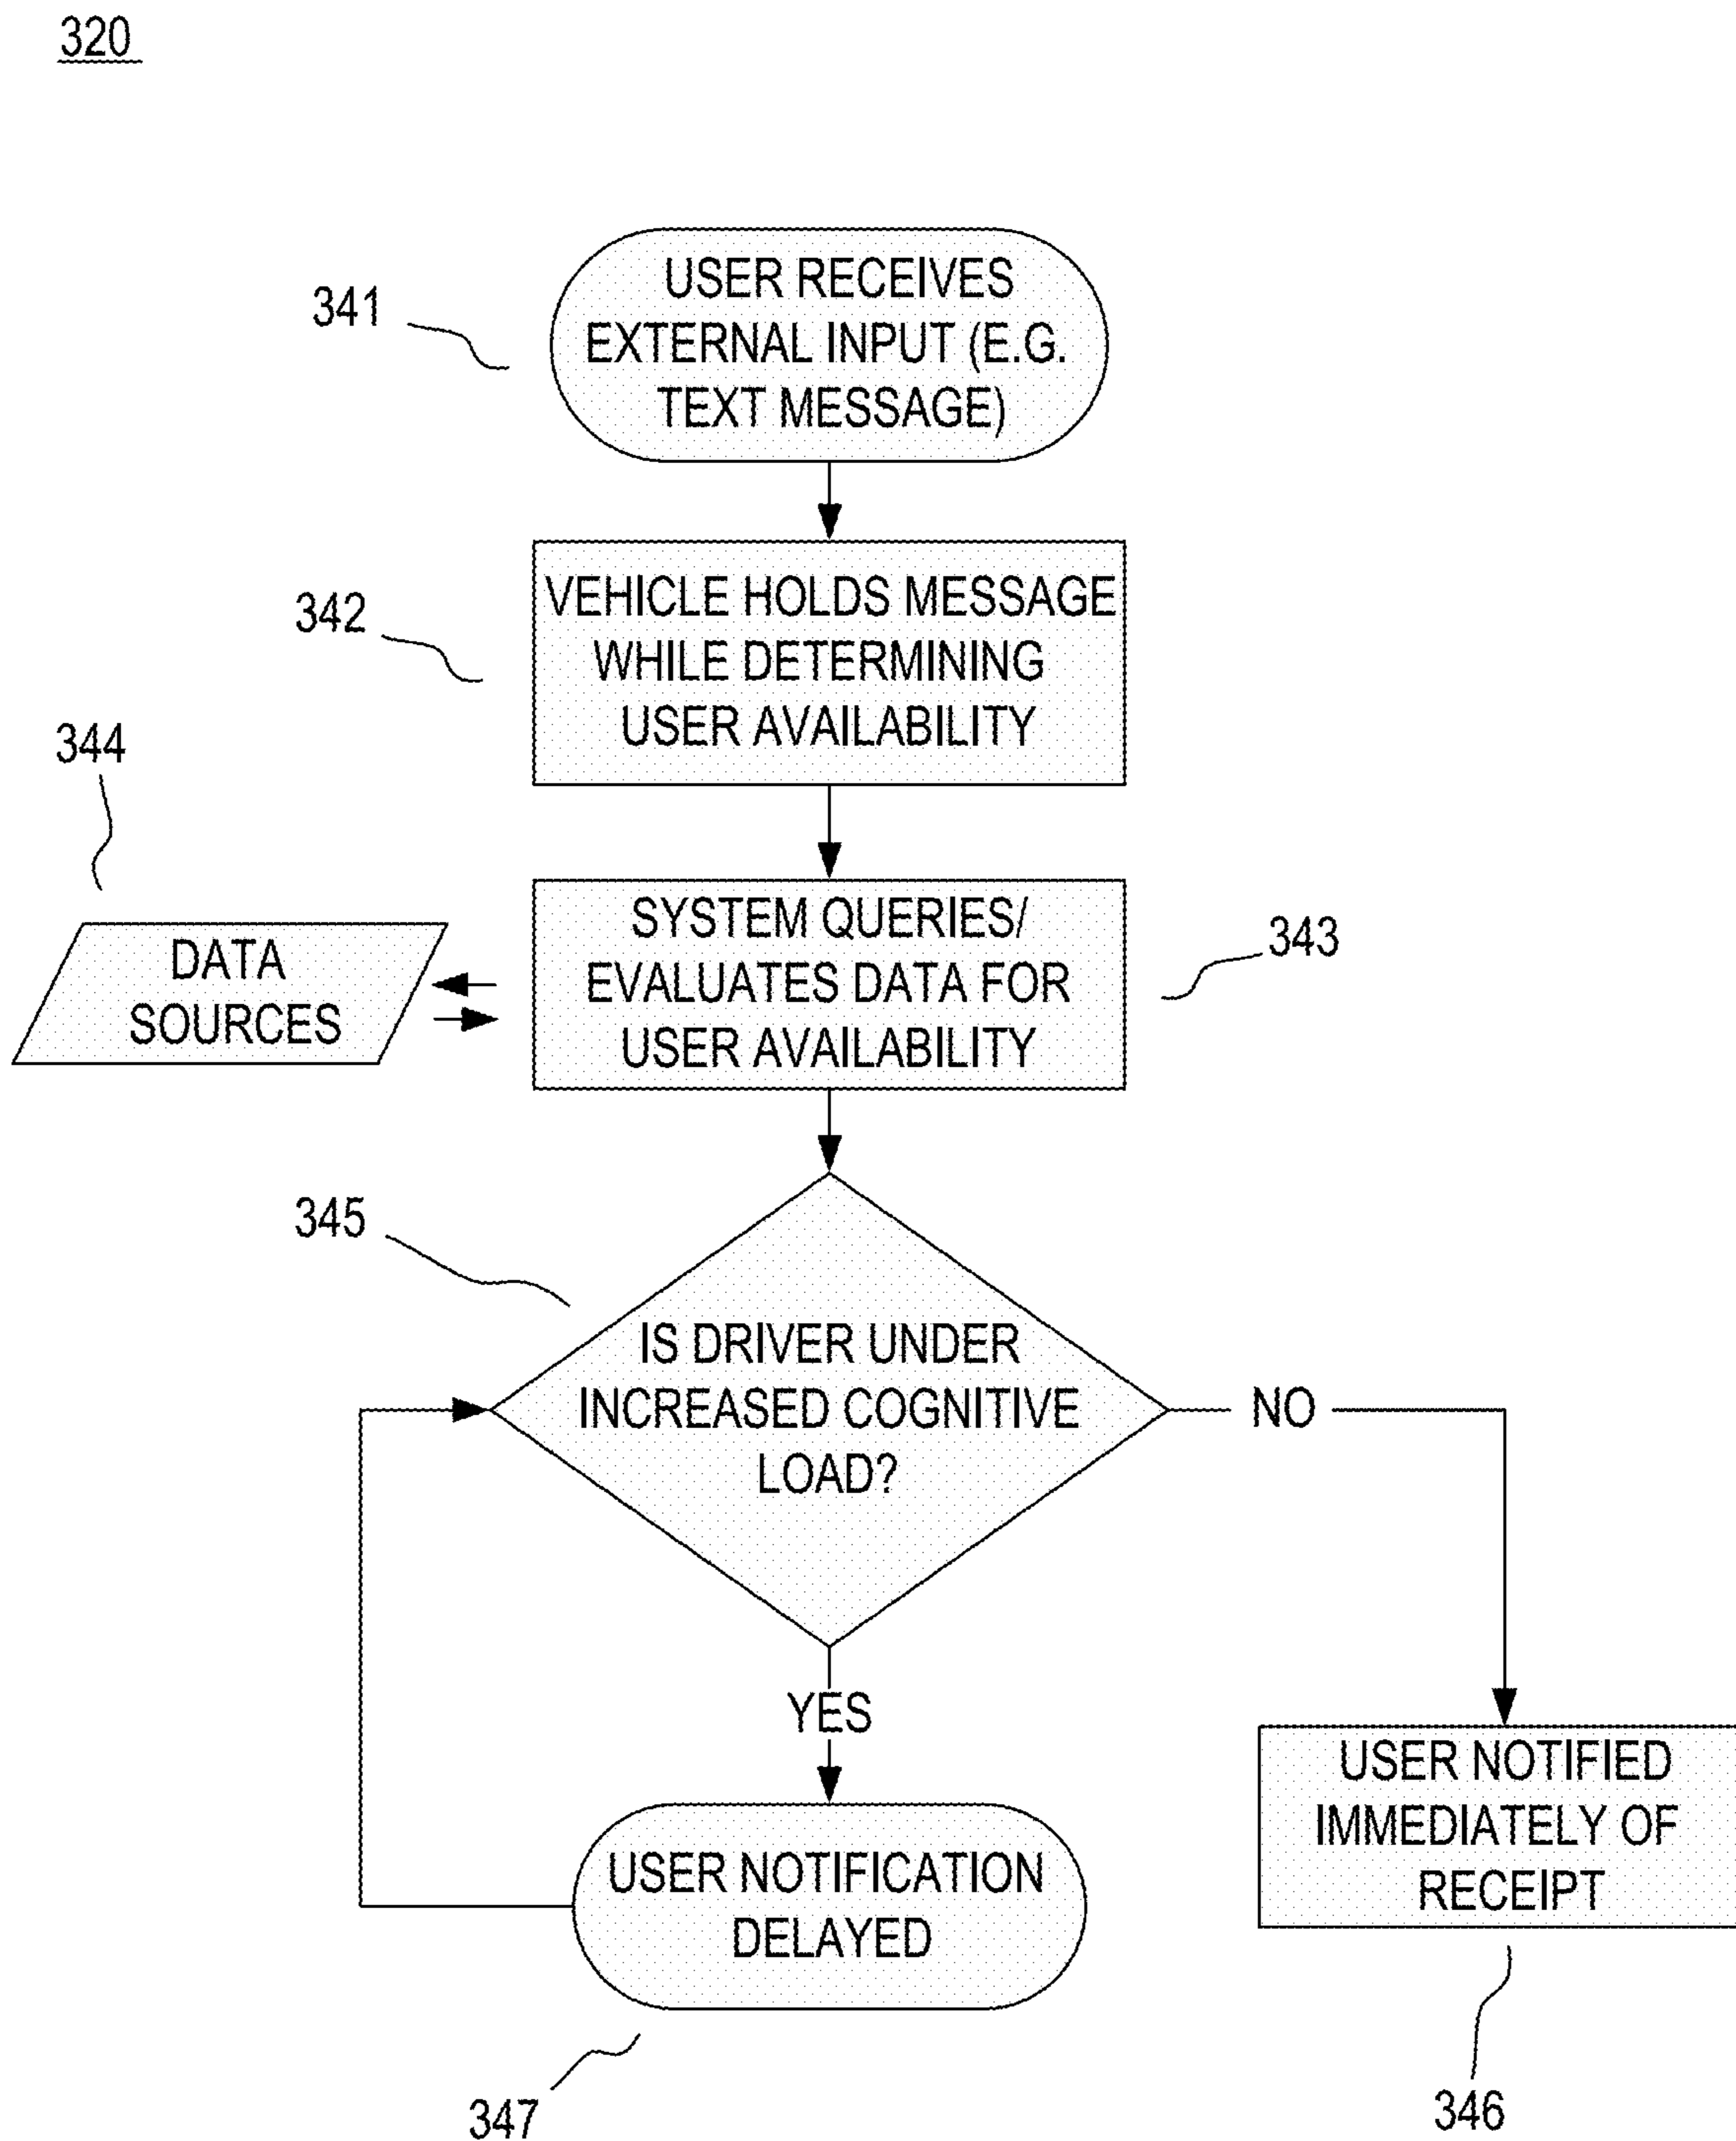 320
341
USER RECEIVES
EXTERNAL INPUT (E.G.
TEXT MESSAGE)
342
VEHICLE HOLDS MESSAGE
WHILE DETERMINING
USER AVAILABILITY
344
DATA
SOURCES
SYSTEM QUERIES/
EVALUATES DATA FOR
USER AVAILABILITY
343
345
IS DRIVER UNDER
INCREASED COGNITIVE
LOAD?
NO
YES
USER NOTIFIED
IMMEDIATELY OF
RECEIPT
USER NOTIFICATION
DELAYED
347
346